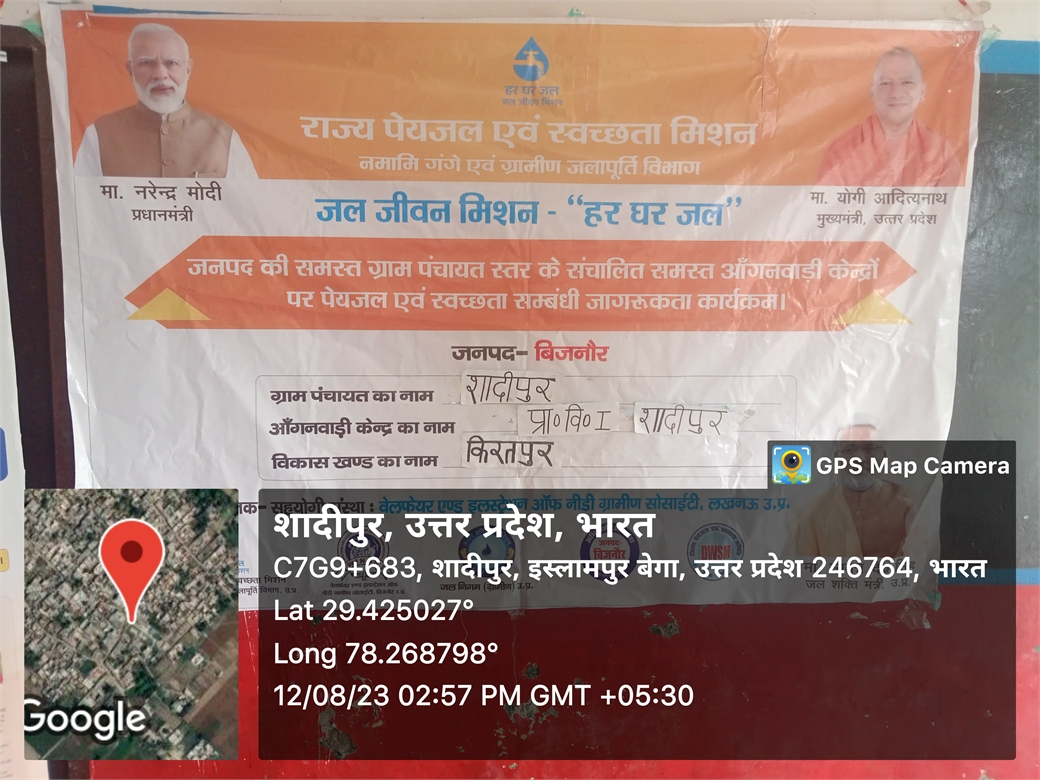 हर घर जल
जल जीवन मिशन
राज्य पेयजल एवं स्वच्छता मिशन
नमामि गंगे एवं ग्रामीण जलापूर्ति विभाग
मा. नरेन्द्र मोदी
प्रधानमंत्री
मा. योगी आदित्यनाथ
मुख्यमंत्री, उत्तर प्रदेश
जल जीवन मिशन - “हर घर जल”
जनपद की समस्त ग्राम पंचायत स्तर के संचालित समस्त आँगनवाड़ी केन्द्रों
पर पेयजल एवं स्वच्छता सम्बंधी जागरूकता कार्यक्रम।
जनपद- बिजनौर
ग्राम पंचायत का नाम शादीपुर
आँगनवाड़ी केन्द्र का नाम प्रा०वि० I शादीपुर
विकास खण्ड का नाम किरतपुर
GPS Map Camera
सहयोगी संस्था : वेलफेयर एण्ड इलस्ट्रेशन ऑफ नीडी ग्रामीण सोसाईटी, लखनऊ उ.प्र.
शादीपुर, उत्तर प्रदेश, भारत
बिजनौर
DWSM
C7G9+683, शादीपुर, इस्लामपुर बेगा, उत्तर प्रदेश 246764, भारत
जल निगम (ग्रामीण) उ.प्र.
जल शक्ति मंत्री उ.प्र.
Lat 29.425027°
Long 78.268798°
12/08/23 02:57 PM GMT +05:30
Google